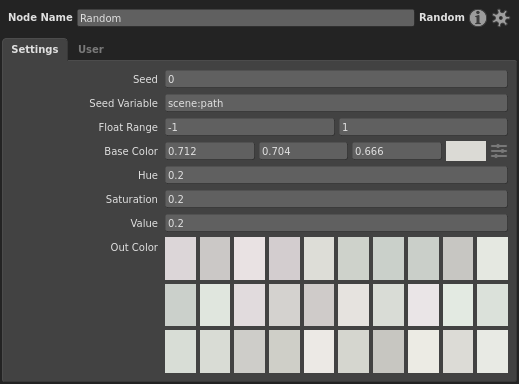 Node Name Random Random
Settings User
Seed 0
Seed Variable scene:path
Float Range -1 1
Base Color 0.712 0.704 0.666
Hue 0.2
Saturation 0.2
Value 0.2
Out Color